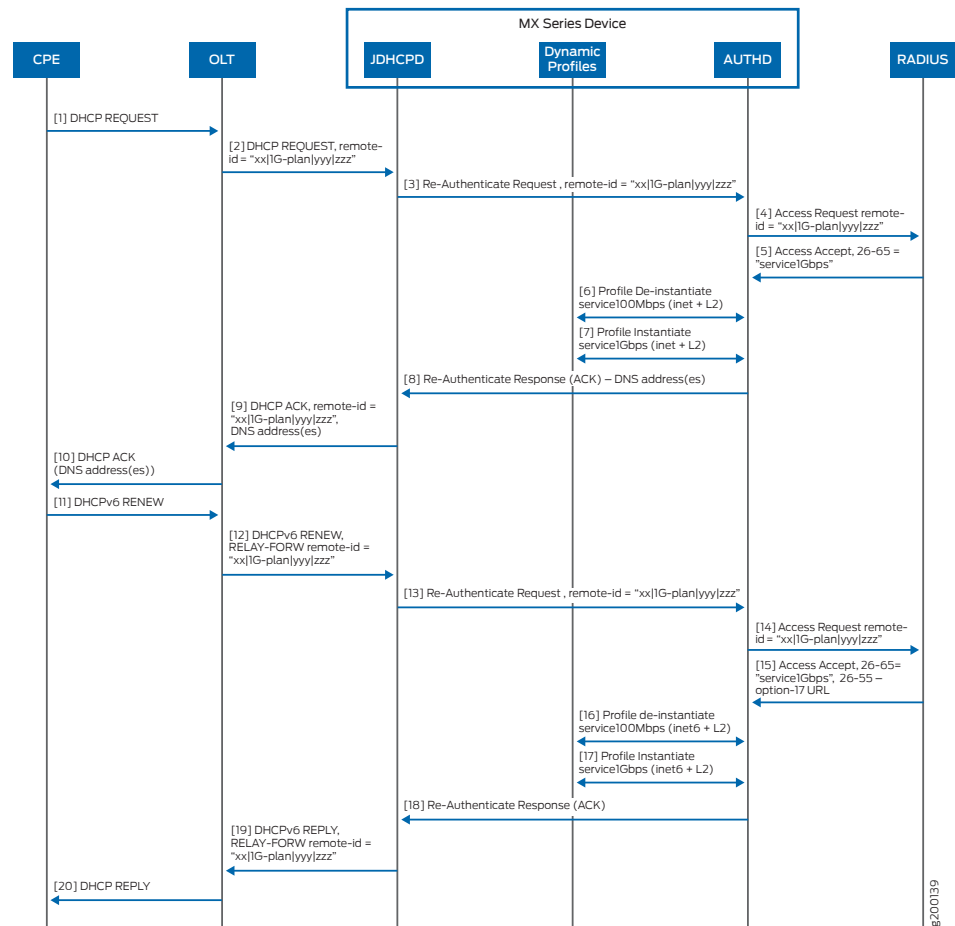 MX Series Device
CPE
OLT
JDHCPD
Dynamic
Profiles
AUTHD
RADIUS
[1] DHCP REQUEST
[2] DHCP REQUEST, remote-
id = “xx|1G-plan|yyy|zzz”
[3] Re-Authenticate Request , remote-id = “xx|1G-plan|yyy|zzz”
[4] Access Request remote-
id = “xx|1G-plan|yyy|zzz”
[5] Access Accept, 26-65 =
”service1Gbps”
[6] Profile De-instantiate
service100Mbps (inet + L2)
[7] Profile Instantiate
service1Gbps (inet + L2)
[8] Re-Authenticate Response (ACK) – DNS address(es)
[9] DHCP ACK, remote-id =
“xx|1G-plan|yyy|zzz”,
DNS address(es)
[10] DHCP ACK
(DNS address(es))
[11] DHCPv6 RENEW
[12] DHCPv6 RENEW,
RELAY-FORW remote-id =
“xx|1G-plan|yyy|zzz”
[13] Re-Authenticate Request , remote-id = “xx|1G-plan|yyy|zzz”
[14] Access Request remote-
id = “xx|1G-plan|yyy|zzz”
[15] Access Accept, 26-65=
”service1Gbps”, 26-55 –
option-17 URL
[16] Profile de-instantiate
service100Mbps (inet6 + L2)
[17] Profile Instantiate
service1Gbps (inet6 + L2)
[18] Re-Authenticate Response (ACK)
[19] DHCPv6 REPLY,
RELAY-FORW remote-id =
“xx|1G-plan|yyy|zzz”
[20] DHCP REPLY
g200139